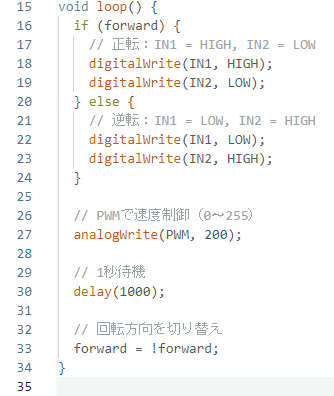 15 void loop() {
16 if (forward) {
17 // 正転：IN1 = HIGH, IN2 = LOW
18 digitalWrite(IN1, HIGH);
19 digitalWrite(IN2, LOW);
20 } else {
21 // 逆転：IN1 = LOW, IN2 = HIGH
22 digitalWrite(IN1, LOW);
23 digitalWrite(IN2, HIGH);
24 }
25
26 // PWMで速度制御（0～255）
27 analogWrite(PWM, 200);
28
29 // 1秒待機
30 delay(1000);
31
32 // 回転方向を切り替え
33 forward = !forward;
34 }
35